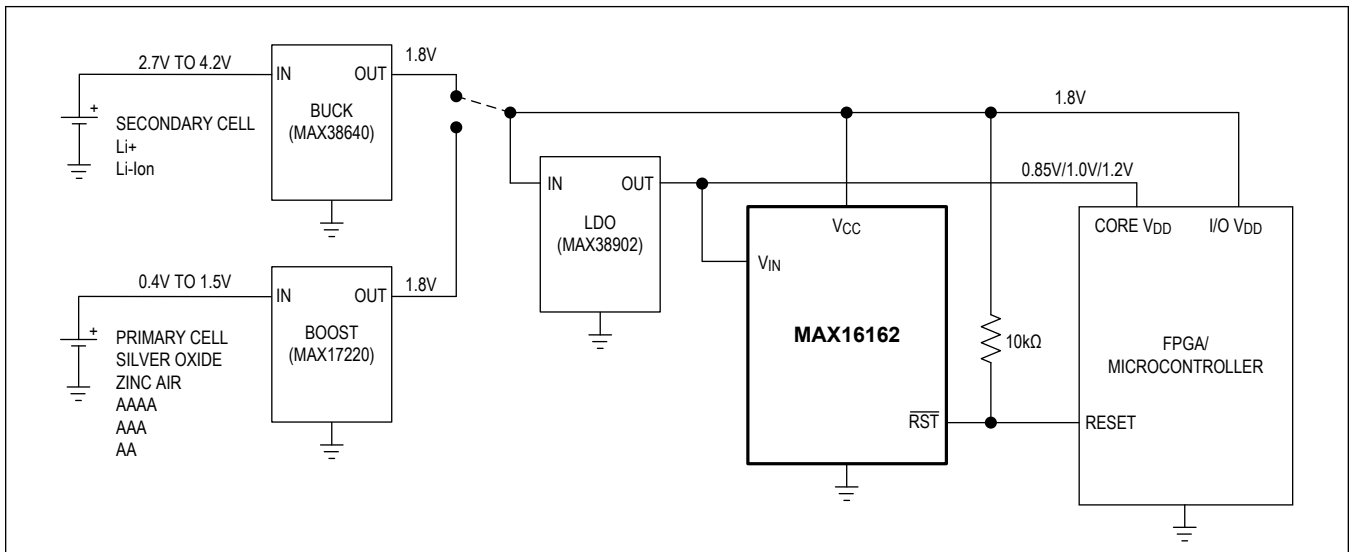 2.7V TO 4.2V
+
SECONDARY CELL
Li+
Li-Ion
IN
OUT
BUCK
(MAX38640)
1.8V
0.4V TO 1.5V
+
PRIMARY CELL
SILVER OXIDE
ZINC AIR
AAAA
AAA
AA
IN
OUT
BOOST
(MAX17220)
1.8V
IN
OUT
LDO
(MAX38902)
1.8V
0.85V/1.0V/1.2V
VCC
VIN
MAX16162
RST
10kΩ
CORE VDD
I/O VDD
FPGA/
MICROCONTROLLER
RESET